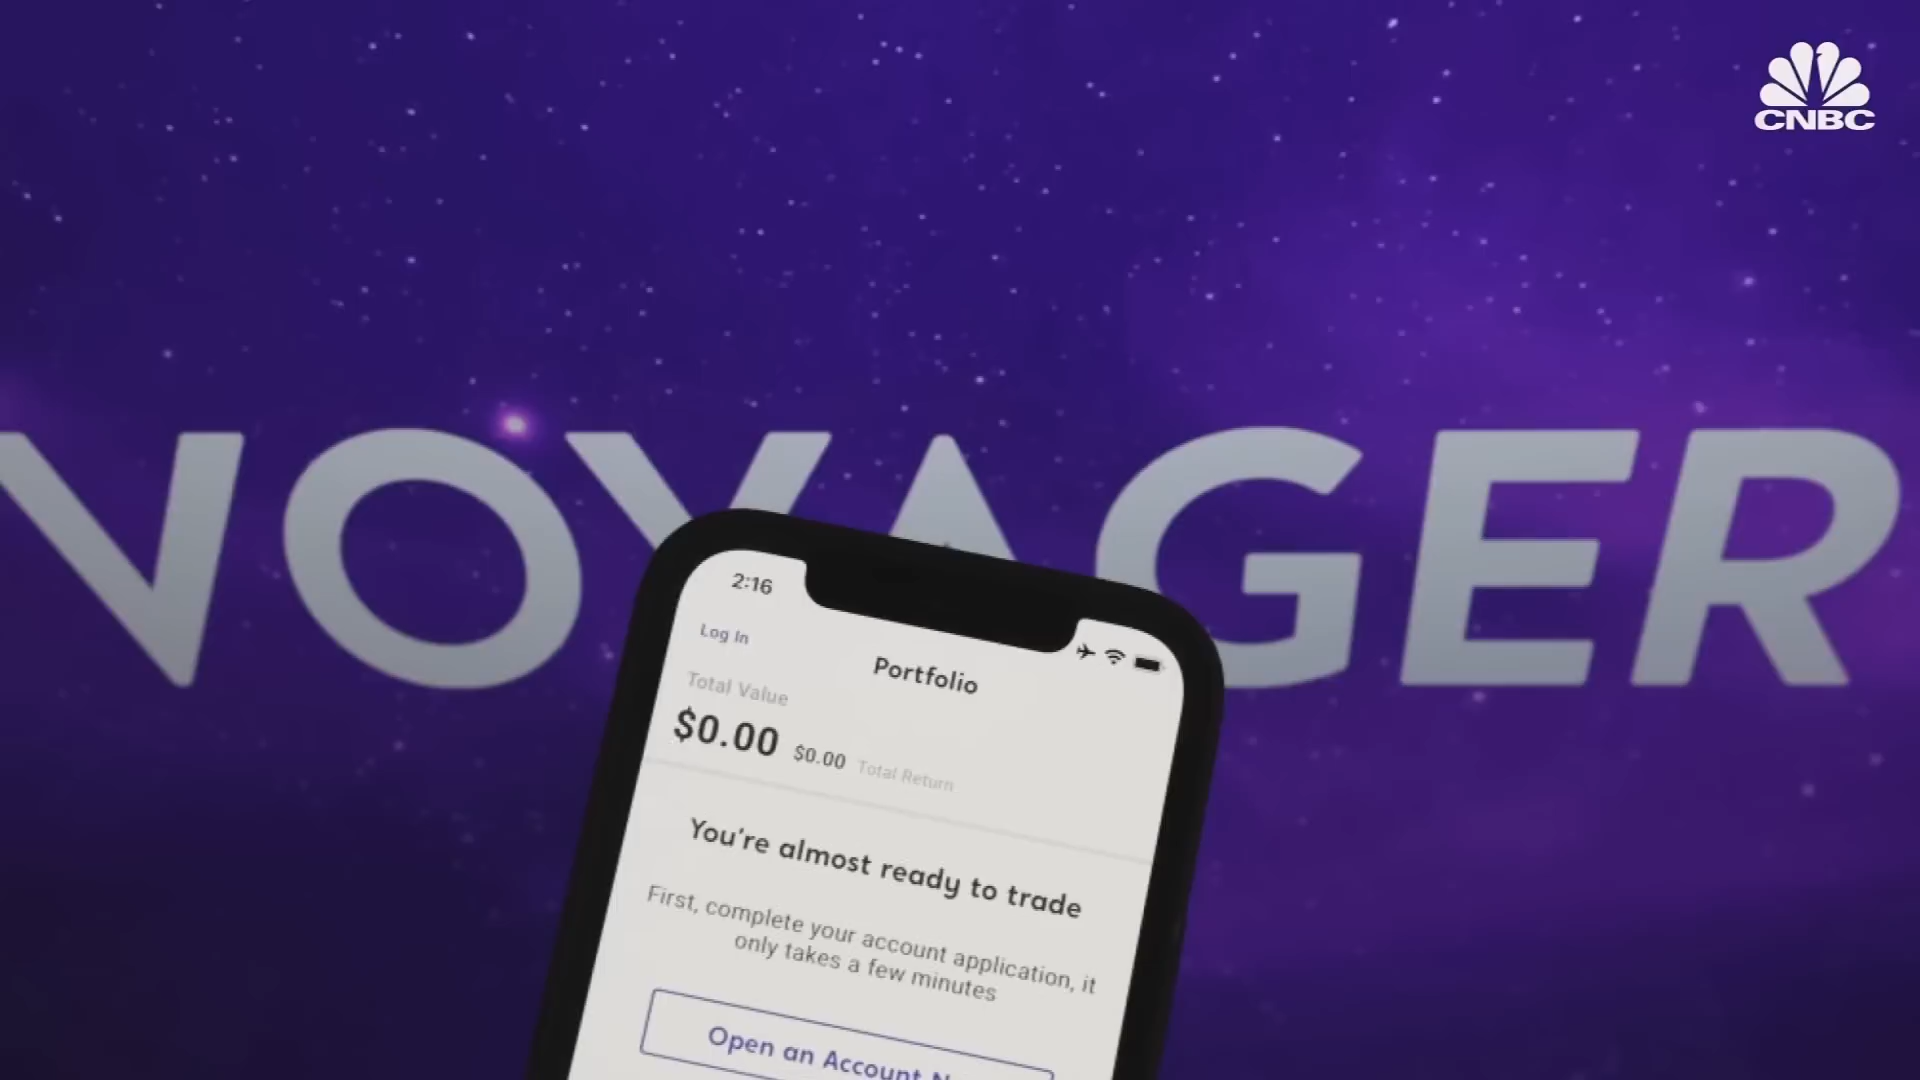 CNBC
VOYAGER
2:16
Log In
Portfolio
Total Value
$0.00 $0.00 Total Return
You're almost ready to trade
First, complete your account application, it
only takes a few minutes
Open an Account